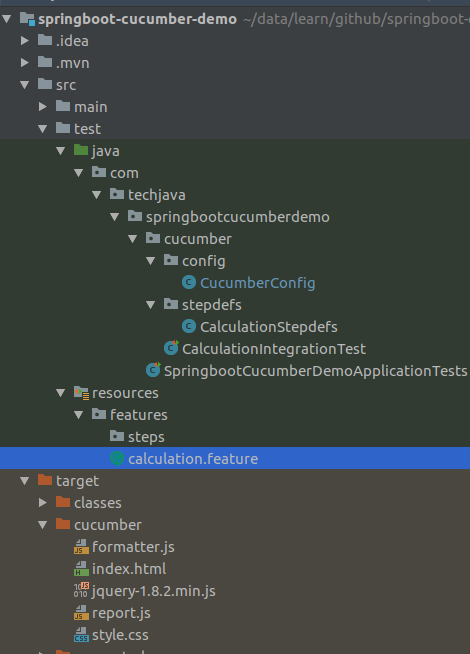 springboot-cucumber-demo ~/data/learn/github/springboot-
.idea
.mvn
src
main
test
java
com
techjava
springbootcucumberdemo
cucumber
config
CucumberConfig
stepdefs
CalculationStepdefs
CalculationIntegrationTest
SpringbootCucumberDemoApplicationTests
resources
features
steps
calculation.feature
target
classes
cucumber
formatter.js
index.html
jquery-1.8.2.min.js
report.js
style.css